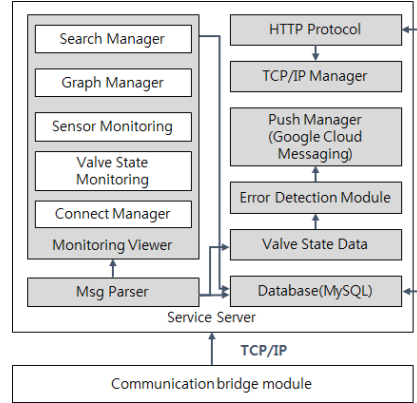 Search Manager
Graph Manager
Sensor Monitoring
Valve State
Monitoring
Connect Manager
Monitoring Viewer
Msg Parser
HTTP Protocol
TCP/IP Manager
Push Manager
(Google Cloud
Messaging)
Error Detection Module
Valve State Data
Database(MySQL)
Service Server
TCP/IP
Communication bridge module